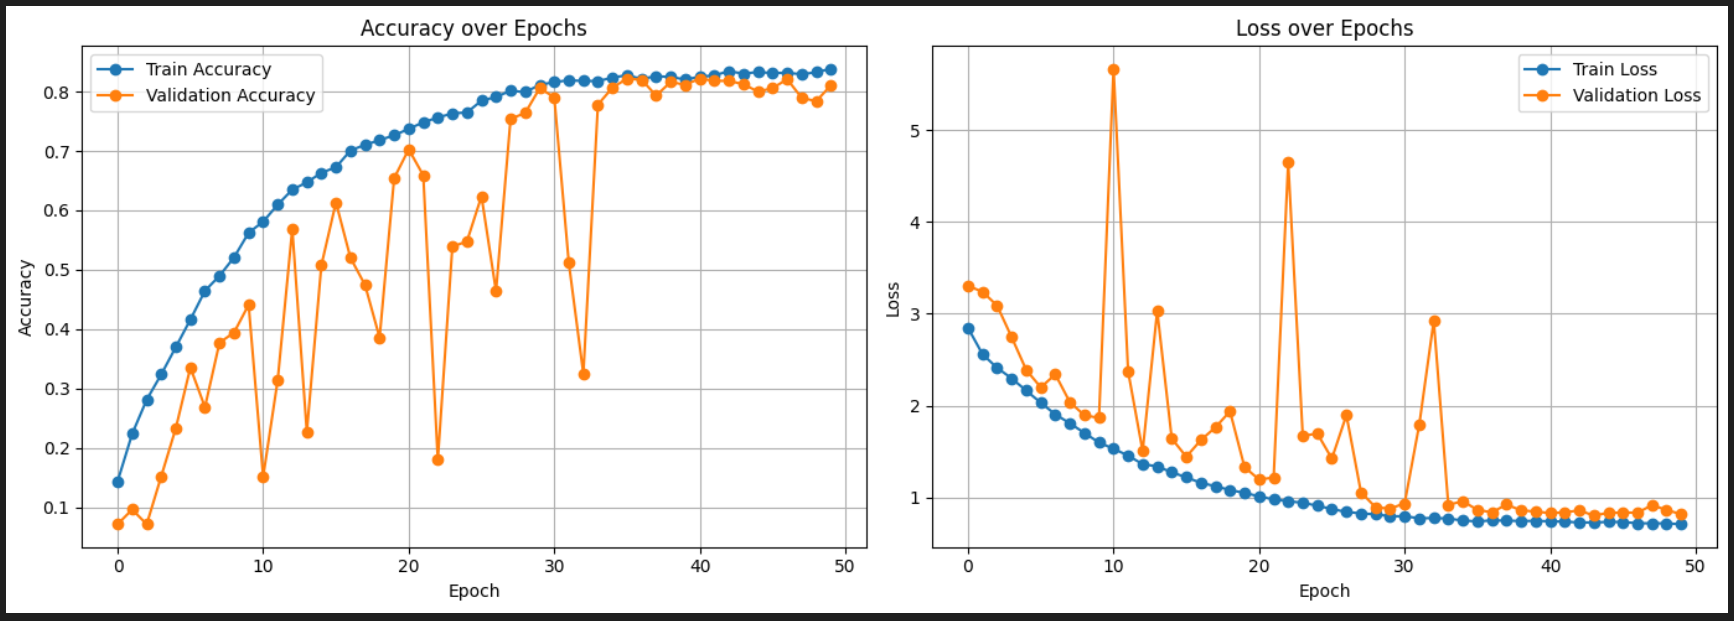 Accuracy over Epochs
Train Accuracy
Validation Accuracy
0.8
0.7
0.6
0.5
0.4
0.3
0.2
0.1
Accuracy
0
10
20
30
40
50
Epoch
Loss over Epochs
Train Loss
Validation Loss
5
4
3
2
1
Loss
0
10
20
30
40
50
Epoch